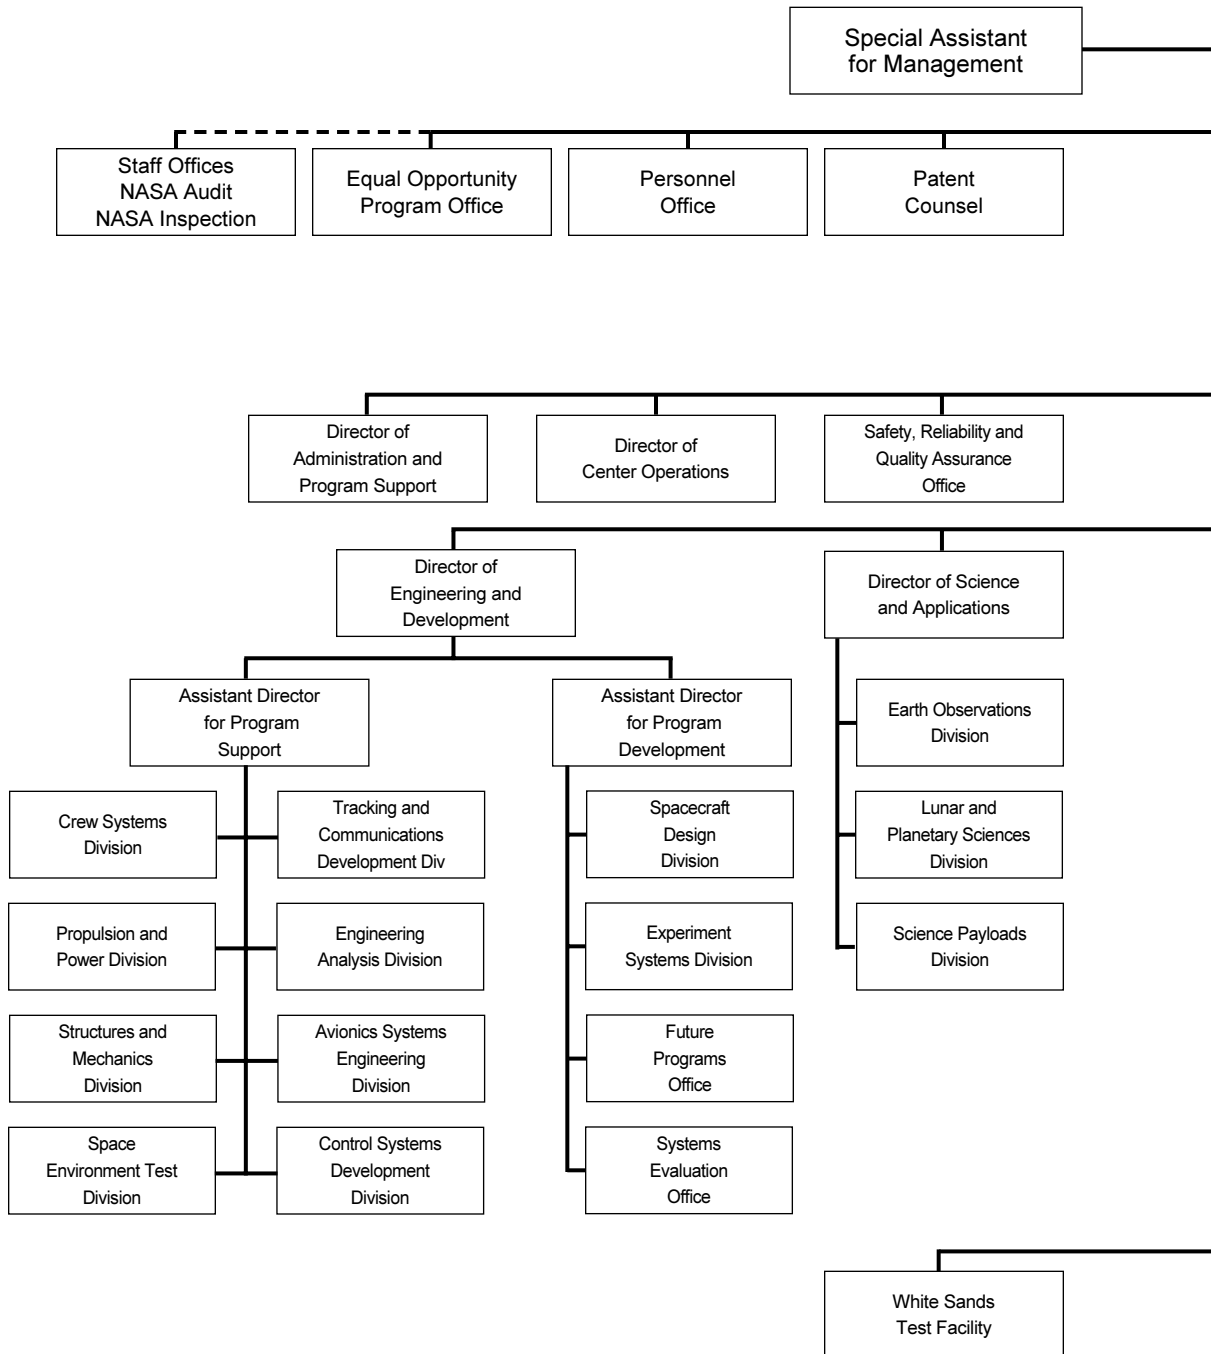 Special Assistant
for Management
Staff Offices
NASA Audit
NASA Inspection
Equal Opportunity
Program Office
Personnel
Office
Patent
Counsel
Director of
Administration and
Program Support
Director of
Center Operations
Safety, Reliability and
Quality Assurance
Office
Director of
Engineering and
Development
Director of Science
and Applications
Assistant Director
for Program
Support
Assistant Director
for Program
Development
Earth Observations
Division
Crew Systems
Division
Tracking and
Communications
Development Div
Spacecraft
Design
Division
Lunar and
Planetary Sciences
Division
Propulsion and
Power Division
Engineering
Analysis Division
Experiment
Systems Division
Science Payloads
Division
Structures and
Mechanics
Division
Avionics Systems
Engineering
Division
Future
Programs
Office
Space
Environment Test
Division
Control Systems
Development
Division
Systems
Evaluation
Office
White Sands
Test Facility